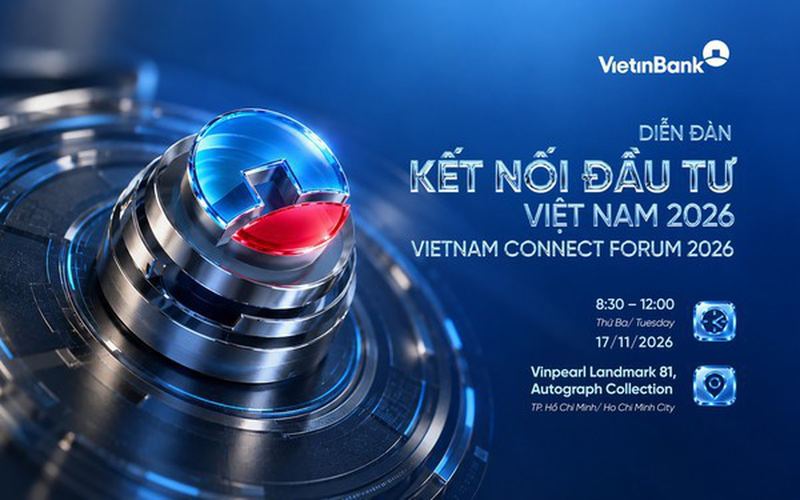 VietinBank
DIỄN ĐÀN
KẾT NỐI ĐẦU TƯ
VIỆT NAM 2026
VIETNAM CONNECT FORUM 2026
8:30 – 12:00
Thứ Ba/ Tuesday
17/11/2026
Vinpearl Landmark 81,
Autograph Collection
TP. Hồ Chí Minh/ Ho Chi Minh City